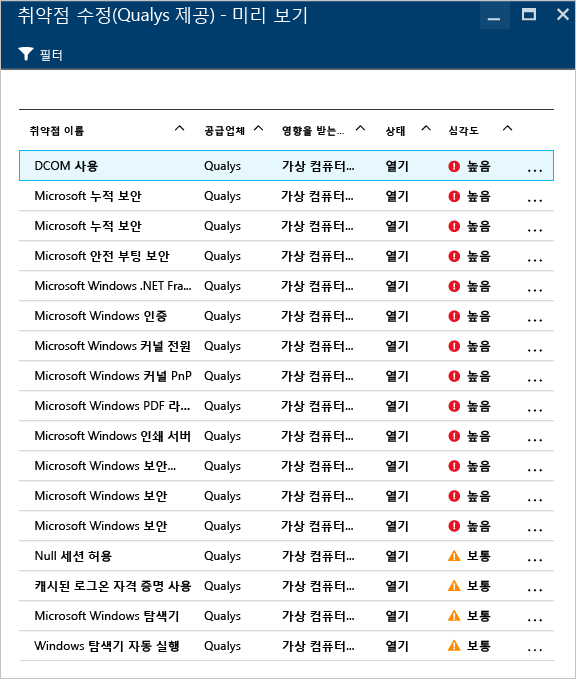 취약점 수정(Qualys 제공) - 미리 보기
필터
취약점 이름 공급업체 영향을 받는... 상태 심각도
DCOM 사용 Qualys 가상 컴퓨터... 열기 높음 ...
Microsoft 누적 보안 Qualys 가상 컴퓨터... 열기 높음 ...
Microsoft 누적 보안 Qualys 가상 컴퓨터... 열기 높음 ...
Microsoft 안전 부팅 보안 Qualys 가상 컴퓨터... 열기 높음 ...
Microsoft Windows .NET Fra... Qualys 가상 컴퓨터... 열기 높음 ...
Microsoft Windows 인증 Qualys 가상 컴퓨터... 열기 높음 ...
Microsoft Windows 커널 전원 Qualys 가상 컴퓨터... 열기 높음 ...
Microsoft Windows 커널 PnP Qualys 가상 컴퓨터... 열기 높음 ...
Microsoft Windows PDF 라... Qualys 가상 컴퓨터... 열기 높음 ...
Microsoft Windows 인쇄 서버 Qualys 가상 컴퓨터... 열기 높음 ...
Microsoft Windows 보안... Qualys 가상 컴퓨터... 열기 높음 ...
Microsoft Windows 보안 Qualys 가상 컴퓨터... 열기 높음 ...
Microsoft Windows 보안 Qualys 가상 컴퓨터... 열기 높음 ...
Null 세션 허용 Qualys 가상 컴퓨터... 열기 보통 ...
캐시된 로그온 자격 증명 사용 Qualys 가상 컴퓨터... 열기 보통 ...
Microsoft Windows 탐색기 Qualys 가상 컴퓨터... 열기 보통 ...
Windows 탐색기 자동 실행 Qualys 가상 컴퓨터... 열기 보통 ...